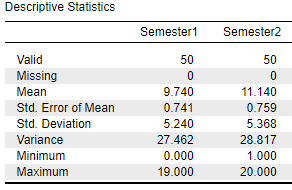 Descriptive Statistics
Semester1 Semester2
Valid 50 50
Missing 0 0
Mean 9.740 11.140
Std. Error of Mean 0.741 0.759
Std. Deviation 5.240 5.368
Variance 27.462 28.817
Minimum 0.000 1.000
Maximum 19.000 20.000